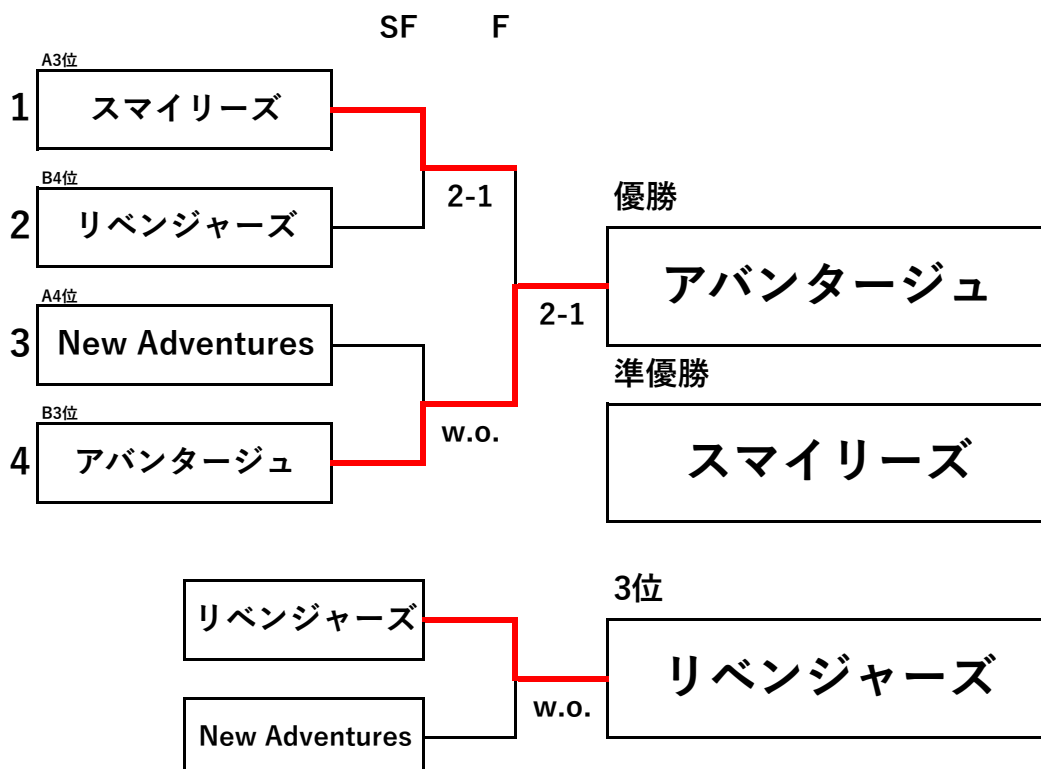 SF F
A3位
1 スマイリーズ
2-1
B4位
2 リベンジャーズ
優勝
アバンタージュ
A4位
3 New Adventures
2-1
準優勝
B3位
4 アバンタージュ
w.o.
スマイリーズ
3位
リベンジャーズ
リベンジャーズ
w.o.
New Adventures